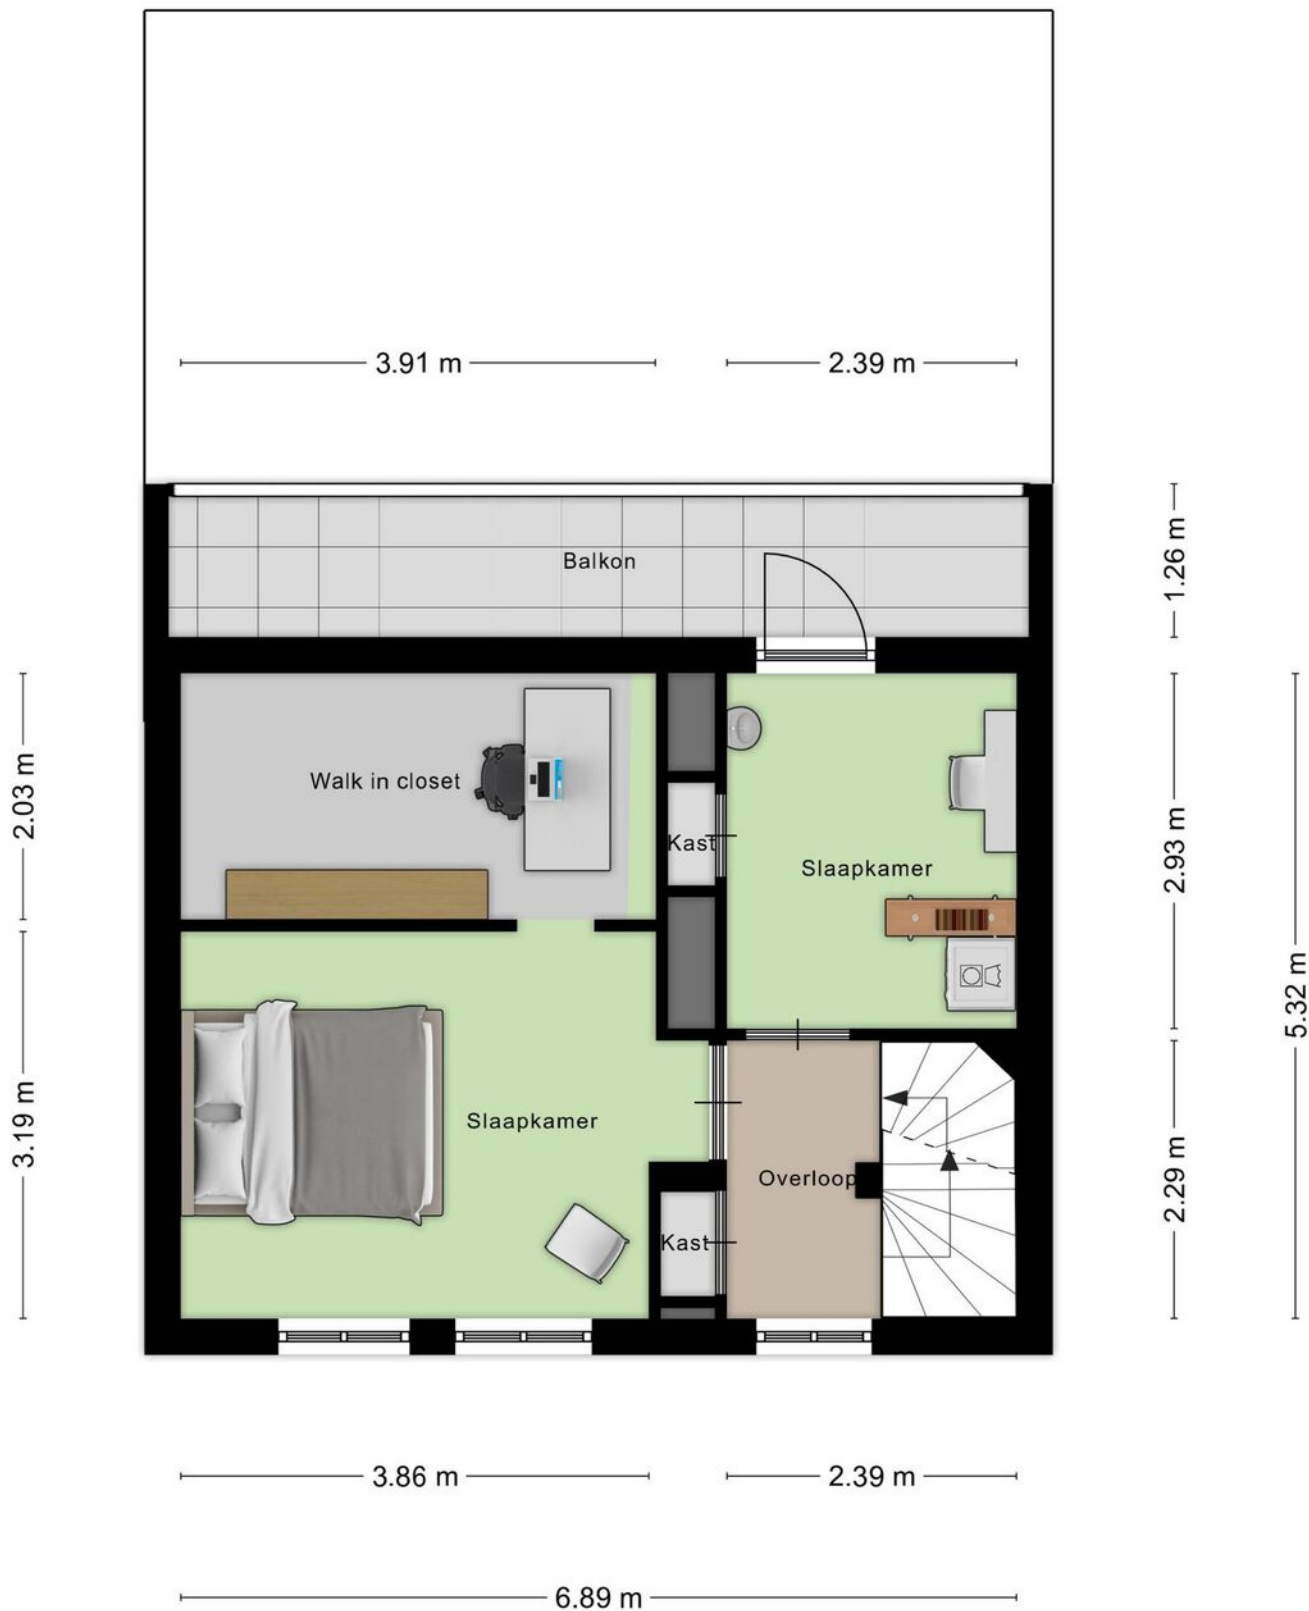 3.91 m
2.39 m
Balkon
1.26 m
Walk in closet
2.03 m
Kast
2.93 m
Slaapkamer
5.32 m
Slaapkamer
3.19 m
Overloop
2.29 m
Kast
3.86 m
2.39 m
6.89 m